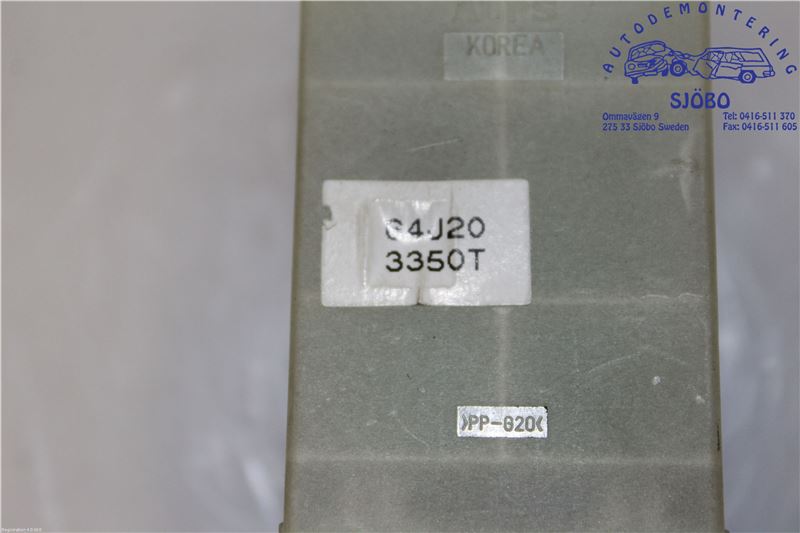 KOREA
AUTODEMONTERING
SJÖBO
Ommavägen 9
275 33 Sjöbo Sweden
Tel: 0416-511 370
Fax: 0416-511 605
64J20
3350T
>PP-G20<